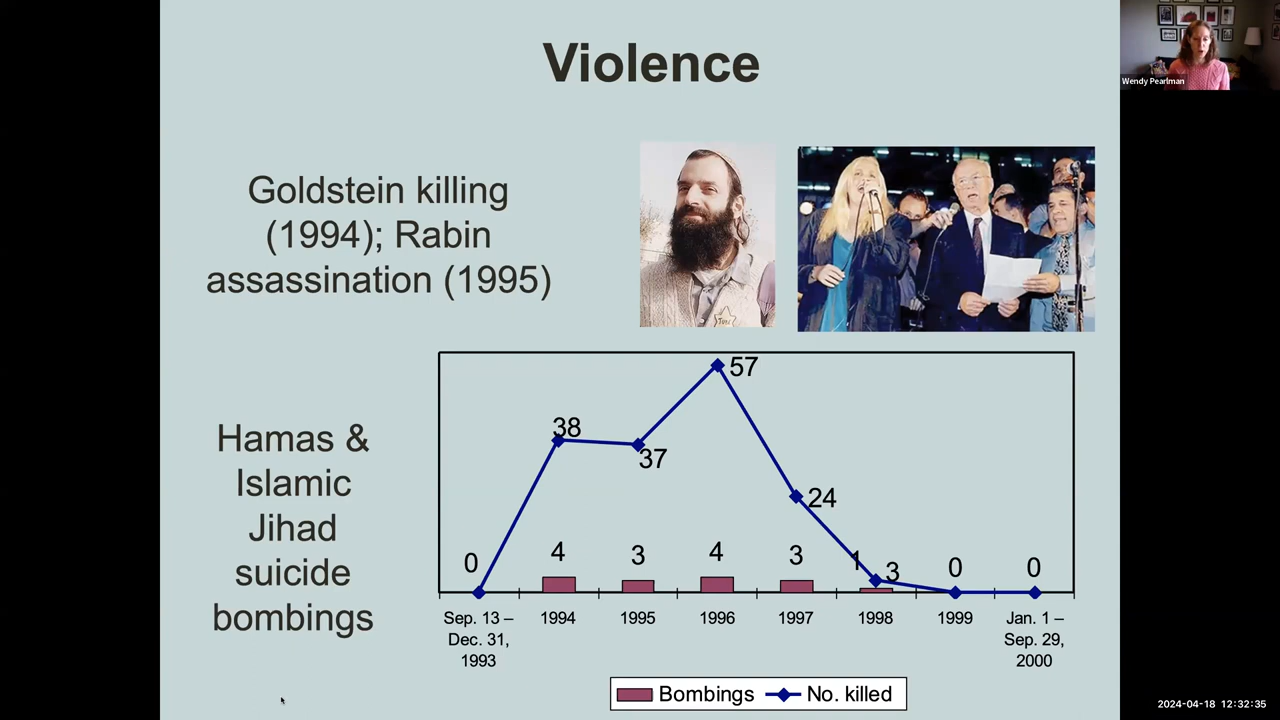 Violence
Wendy Pearlman
Goldstein killing
(1994); Rabin
assassination (1995)
Hamas &
Islamic
Jihad
suicide
bombings
57
38
37
24
0
4
3
4
3
1
3
0
0
Sep. 13 –
Dec. 31,
1993
1994
1995
1996
1997
1998
1999
Jan. 1 –
Sep. 29,
2000
Bombings
No. killed
2024-04-18 12:32:35